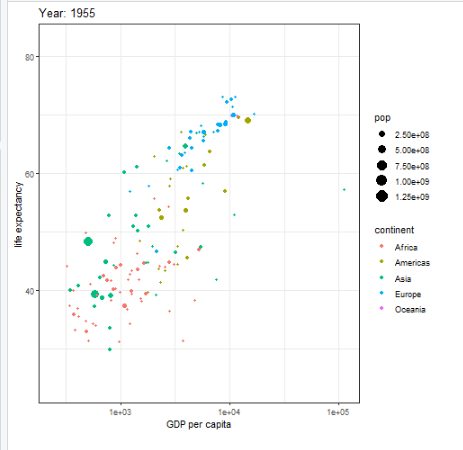 Year: 1955
80
60
40
life expectancy
1e+03
1e+04
1e+05
GDP per capita
pop
2.50e+08
5.00e+08
7.50e+08
1.00e+09
1.25e+09
continent
Africa
Americas
Asia
Europe
Oceania